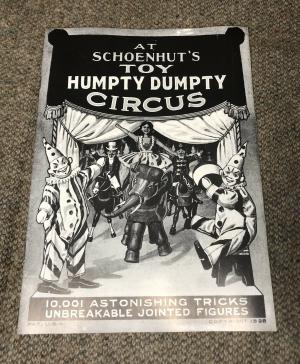 AT
SCHOENHUT'S
TOY
HUMPTY DUMPTY
CIRCUS
10,001 ASTONISHING TRICKS
UNBREAKABLE JOINTED FIGURES